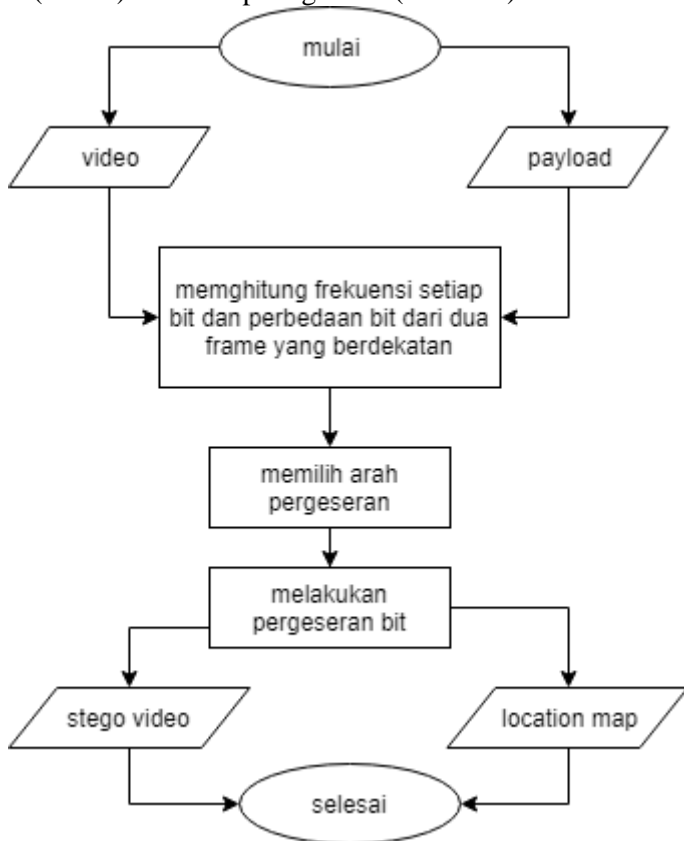 mulai
video
payload
memghitung frekuensi setiap
bit dan perbedaan bit dari dua
frame yang berdekatan
memilih arah
pergeseran
melakukan
pergeseran bit
stego video
location map
selesai